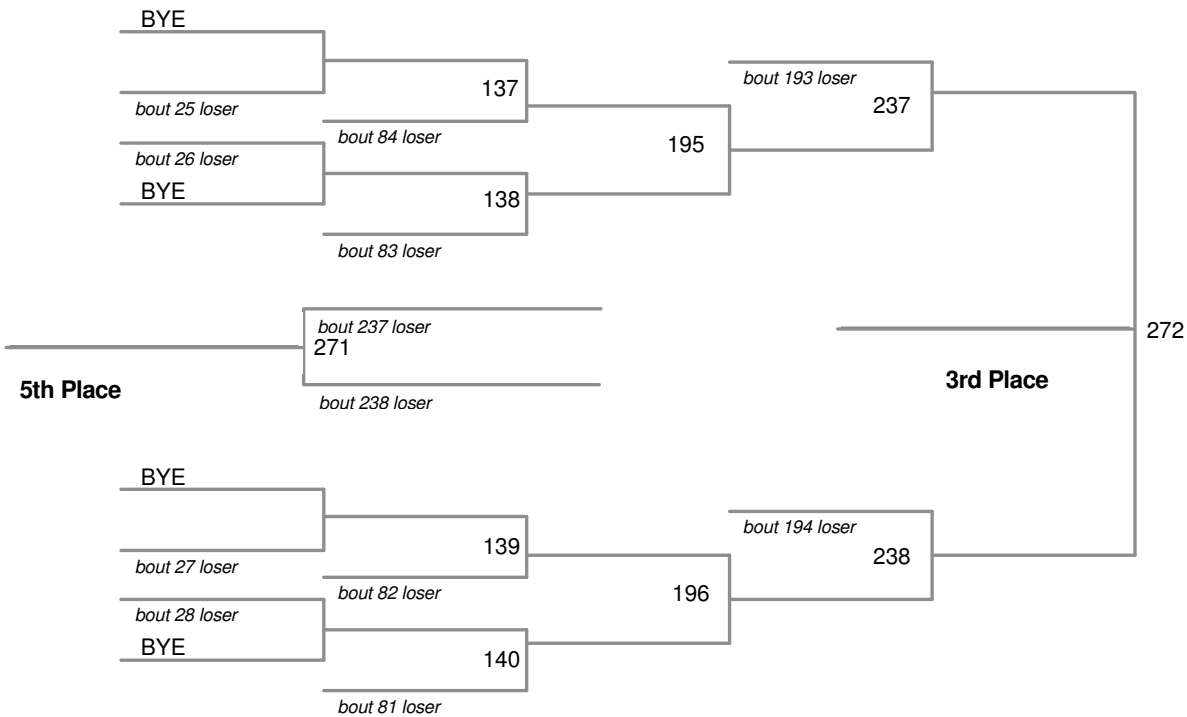 BYE
bout 193 loser
137
237
bout 25 loser
bout 84 loser
195
bout 26 loser
BYE
138
bout 83 loser
bout 237 loser
271
272
5th Place
3rd Place
bout 238 loser
BYE
bout 194 loser
139
238
bout 27 loser
bout 82 loser
196
bout 28 loser
BYE
140
bout 81 loser